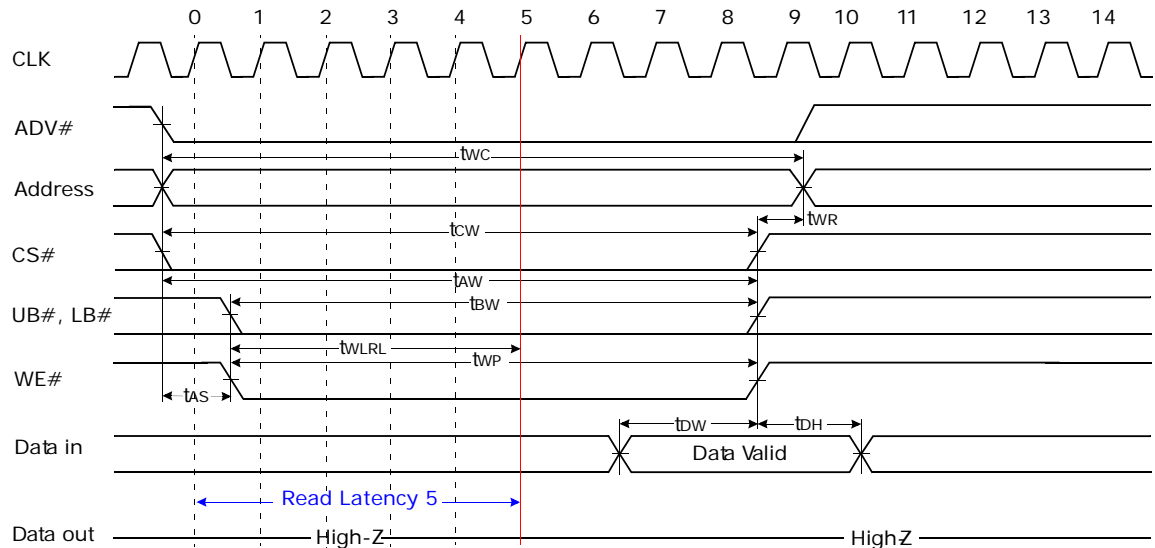 0 1 2 3 4 5 6 7 8 9 10 11 12 13 14
CLK
ADV#
tWC
Address
tWR
tCW
CS#
tAW
tBW
UB#, LB#
tWLRL
tWP
WE#
tAS
tDW tDH
Data in
Data Valid
Read Latency 5
Data out High-Z High-Z